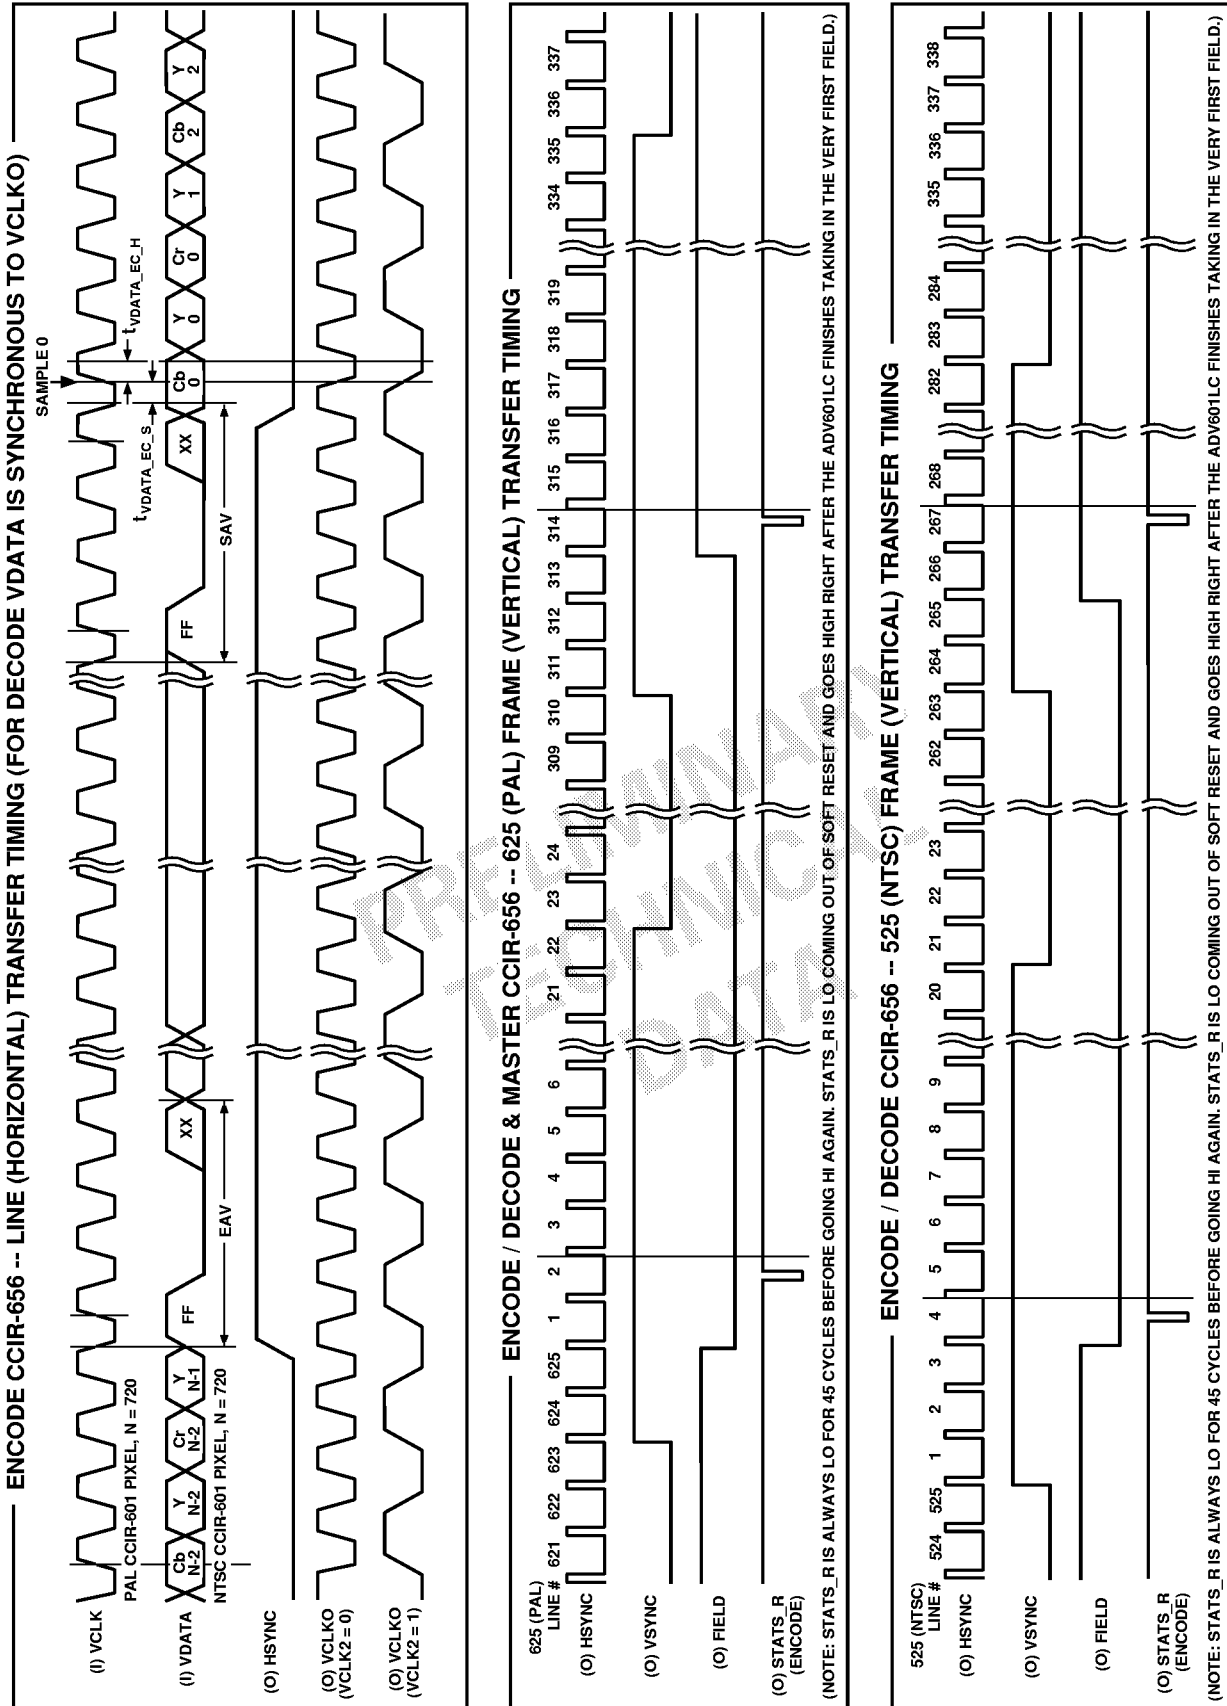 ENCODE CCIR-656 -- LINE (HORIZONTAL) TRANSFER TIMING (FOR DECODE VDATA IS SYNCHRONOUS TO VCLKO)
SAMPLE 0
(I) VCLK
tVDATA_EC_S
tVDATA_EC_H
PAL CCIR-601 PIXEL, N = 720
(I) VDATA
Cb N-2
Y N-2
Cr N-2
Y N-1
FF
XX
FF
XX
Cb 0
Y 0
Cr 0
Y 1
Cb 2
Y 2
NTSC CCIR-601 PIXEL, N = 720
EAV
SAV
(O) HSYNC
(O) VCLKO
(VCLK2 = 0)
(O) VCLKO
(VCLK2 = 1)
ENCODE / DECODE & MASTER CCIR-656 -- 625 (PAL) FRAME (VERTICAL) TRANSFER TIMING
625 (PAL)
LINE # 621 622 623 624 625 1 2 3 4 5 6 21 22 23 24 309 310 311 312 313 314 315 316 317 318 319 334 335 336 337
(O) HSYNC
(O) VSYNC
(O) FIELD
(O) STATS_R
(ENCODE)
(NOTE: STATS_R IS ALWAYS LO FOR 45 CYCLES BEFORE GOING HI AGAIN. STATS_R IS LO COMING OUT OF SOFT RESET AND GOES HIGH RIGHT AFTER THE ADV601LC FINISHES TAKING IN THE VERY FIRST FIELD.)
ENCODE / DECODE CCIR-656 -- 525 (NTSC) FRAME (VERTICAL) TRANSFER TIMING
525 (NTSC)
LINE # 524 525 1 2 3 4 5 6 7 8 9 20 21 22 23 262 263 264 265 266 267 268 282 283 284 335 336 337 338
(O) HSYNC
(O) VSYNC
(O) FIELD
(O) STATS_R
(ENCODE)
(NOTE: STATS_R IS ALWAYS LO FOR 45 CYCLES BEFORE GOING HI AGAIN. STATS_R IS LO COMING OUT OF SOFT RESET AND GOES HIGH RIGHT AFTER THE ADV601LC FINISHES TAKING IN THE VERY FIRST FIELD.)
PRELIMINARY
TECHNICAL
DATA